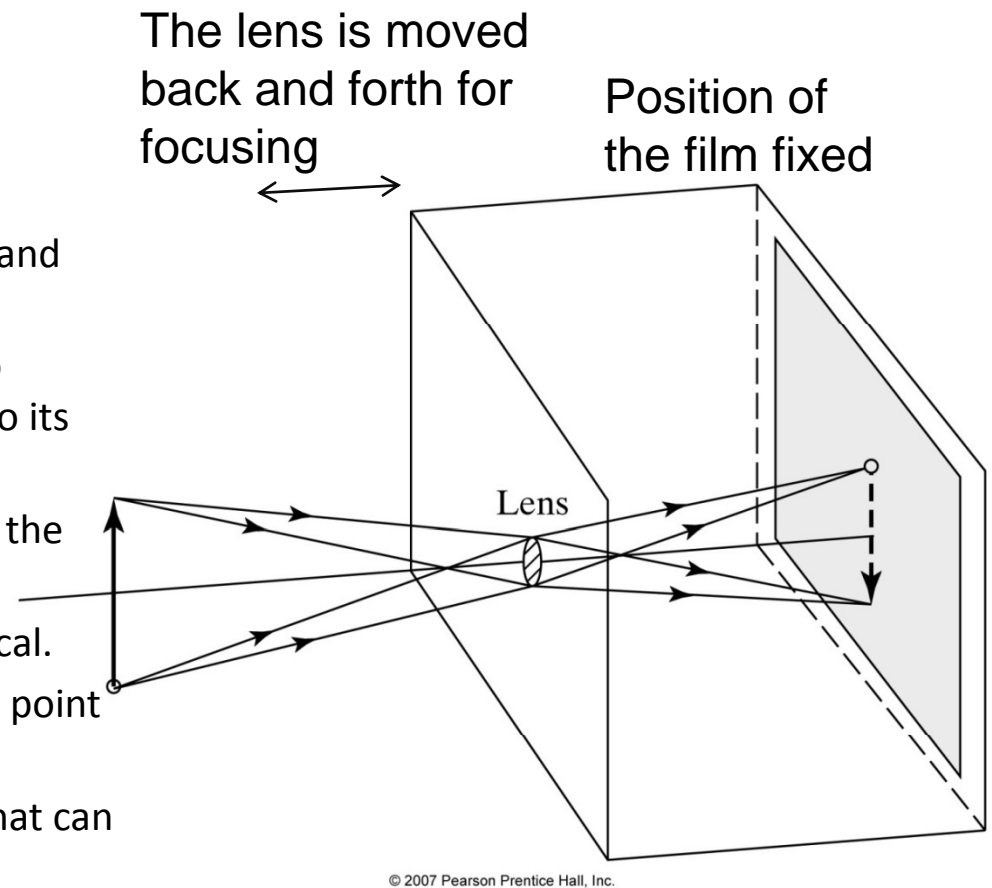 The lens is moved
back and forth for
focusing
Position of
the film fixed
and
o its
the
cal.
point
hat can
Lens
© 2007 Pearson Prentice Hall, Inc.